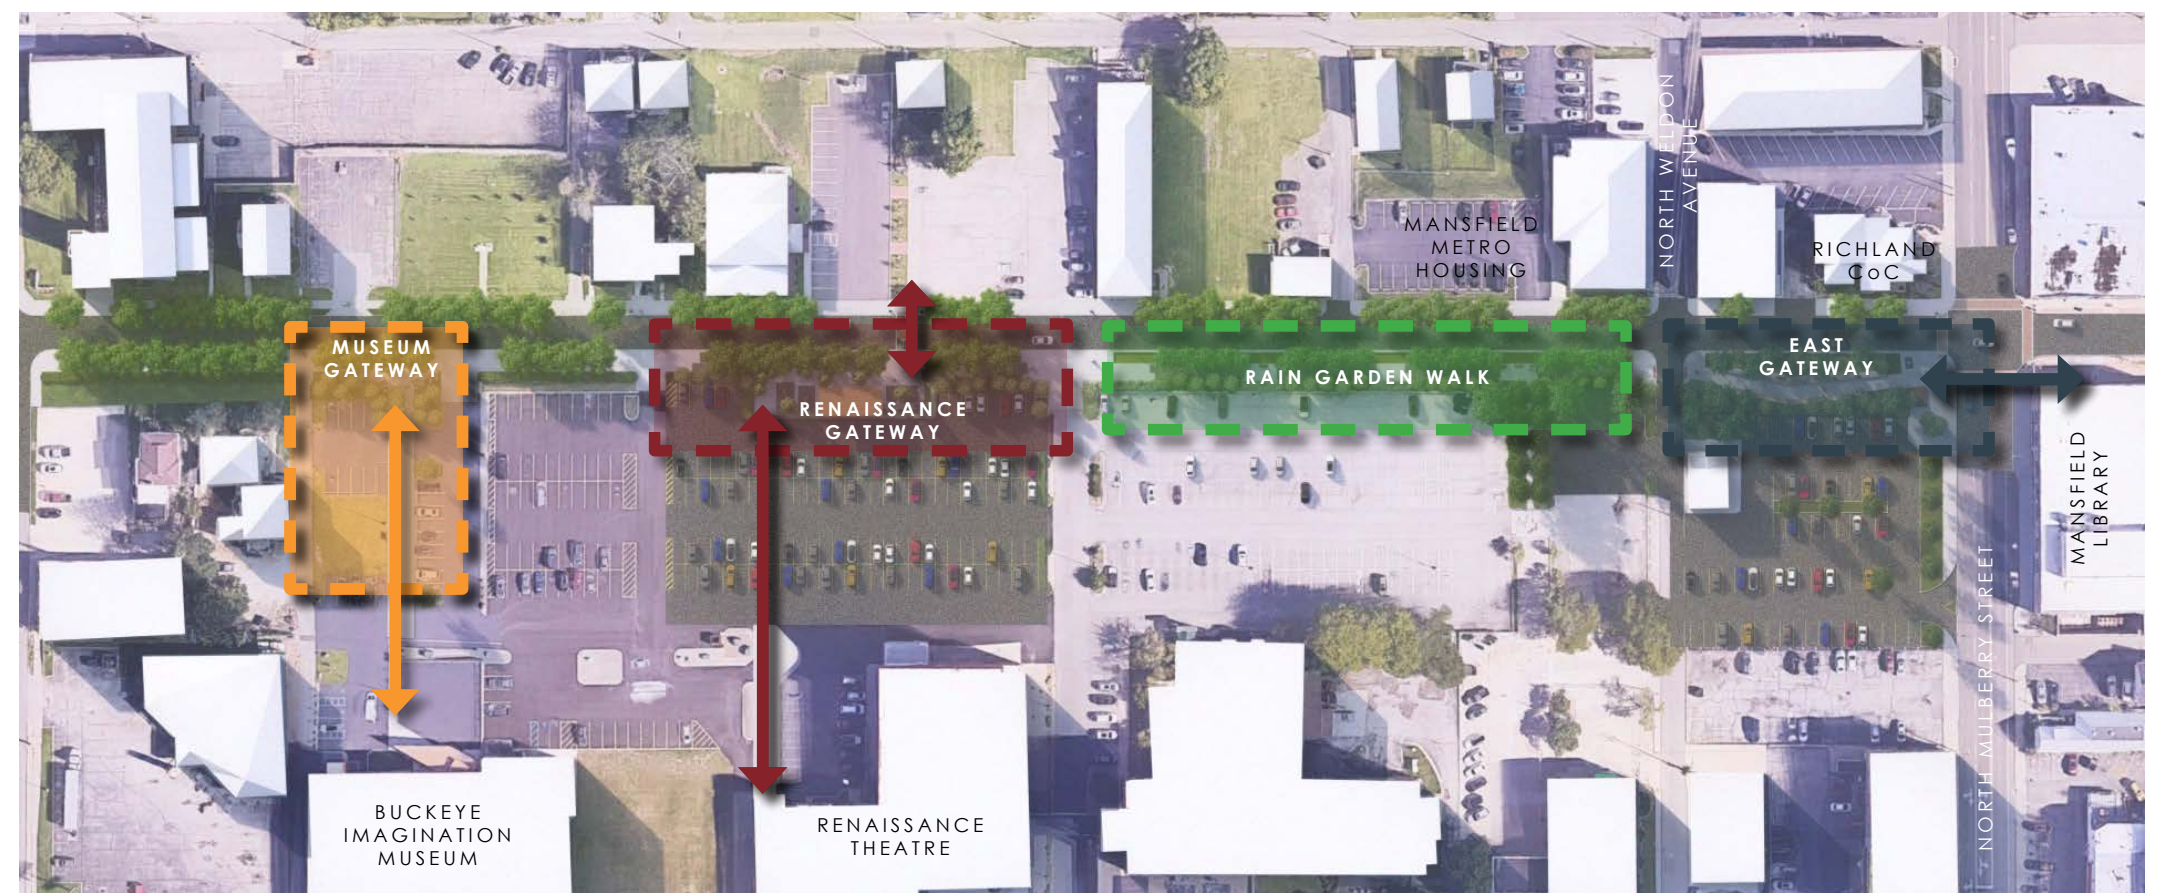 NORTH WELDON
AVENUE
MANSFIELD
METRO
HOUSING
RICHLAND
CoC
MUSEUM
GATEWAY
RENAISSANCE
GATEWAY
RAIN GARDEN WALK
EAST
GATEWAY
MANSFIELD
LIBRARY
NORTH MULBERRY STREET
BUCKEYE
IMAGINATION
MUSEUM
RENAISSANCE
THEATRE